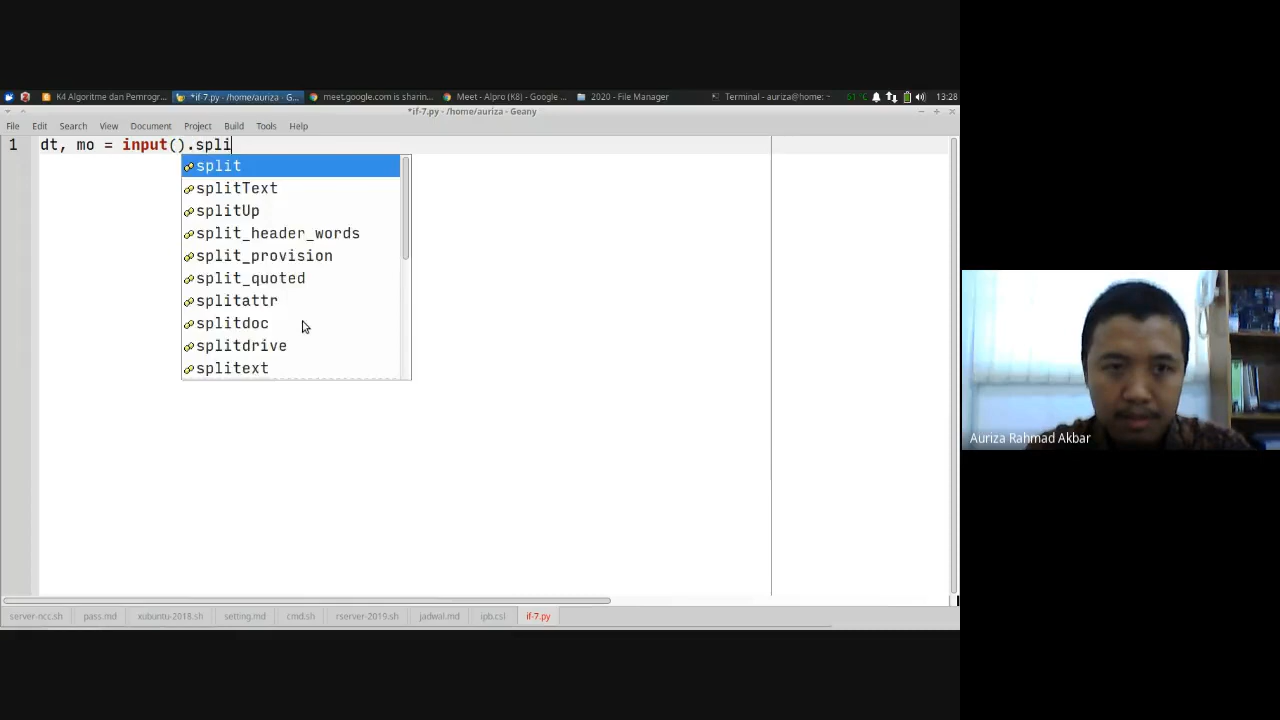 K4 Algoritme dan Pemrogr...
*if-7.py - /home/auriza - G...
meet.google.com is sharin...
Meet - Alpro (K8) - Google ...
2020 - File Manager
Terminal - auriza@home: ~
61°C
13:28
*if-7.py - /home/auriza - Geany
File Edit Search View Document Project Build Tools Help
1 dt, mo = input().spli
split
splitText
splitUp
split_header_words
split_provision
split_quoted
splitattr
splitdoc
splitdrive
splitext
Auriza Rahmad Akbar
server-ncc.sh pass.md xubuntu-2018.sh setting.md cmd.sh rserver-2019.sh jadwal.md ipb.csl if-7.py